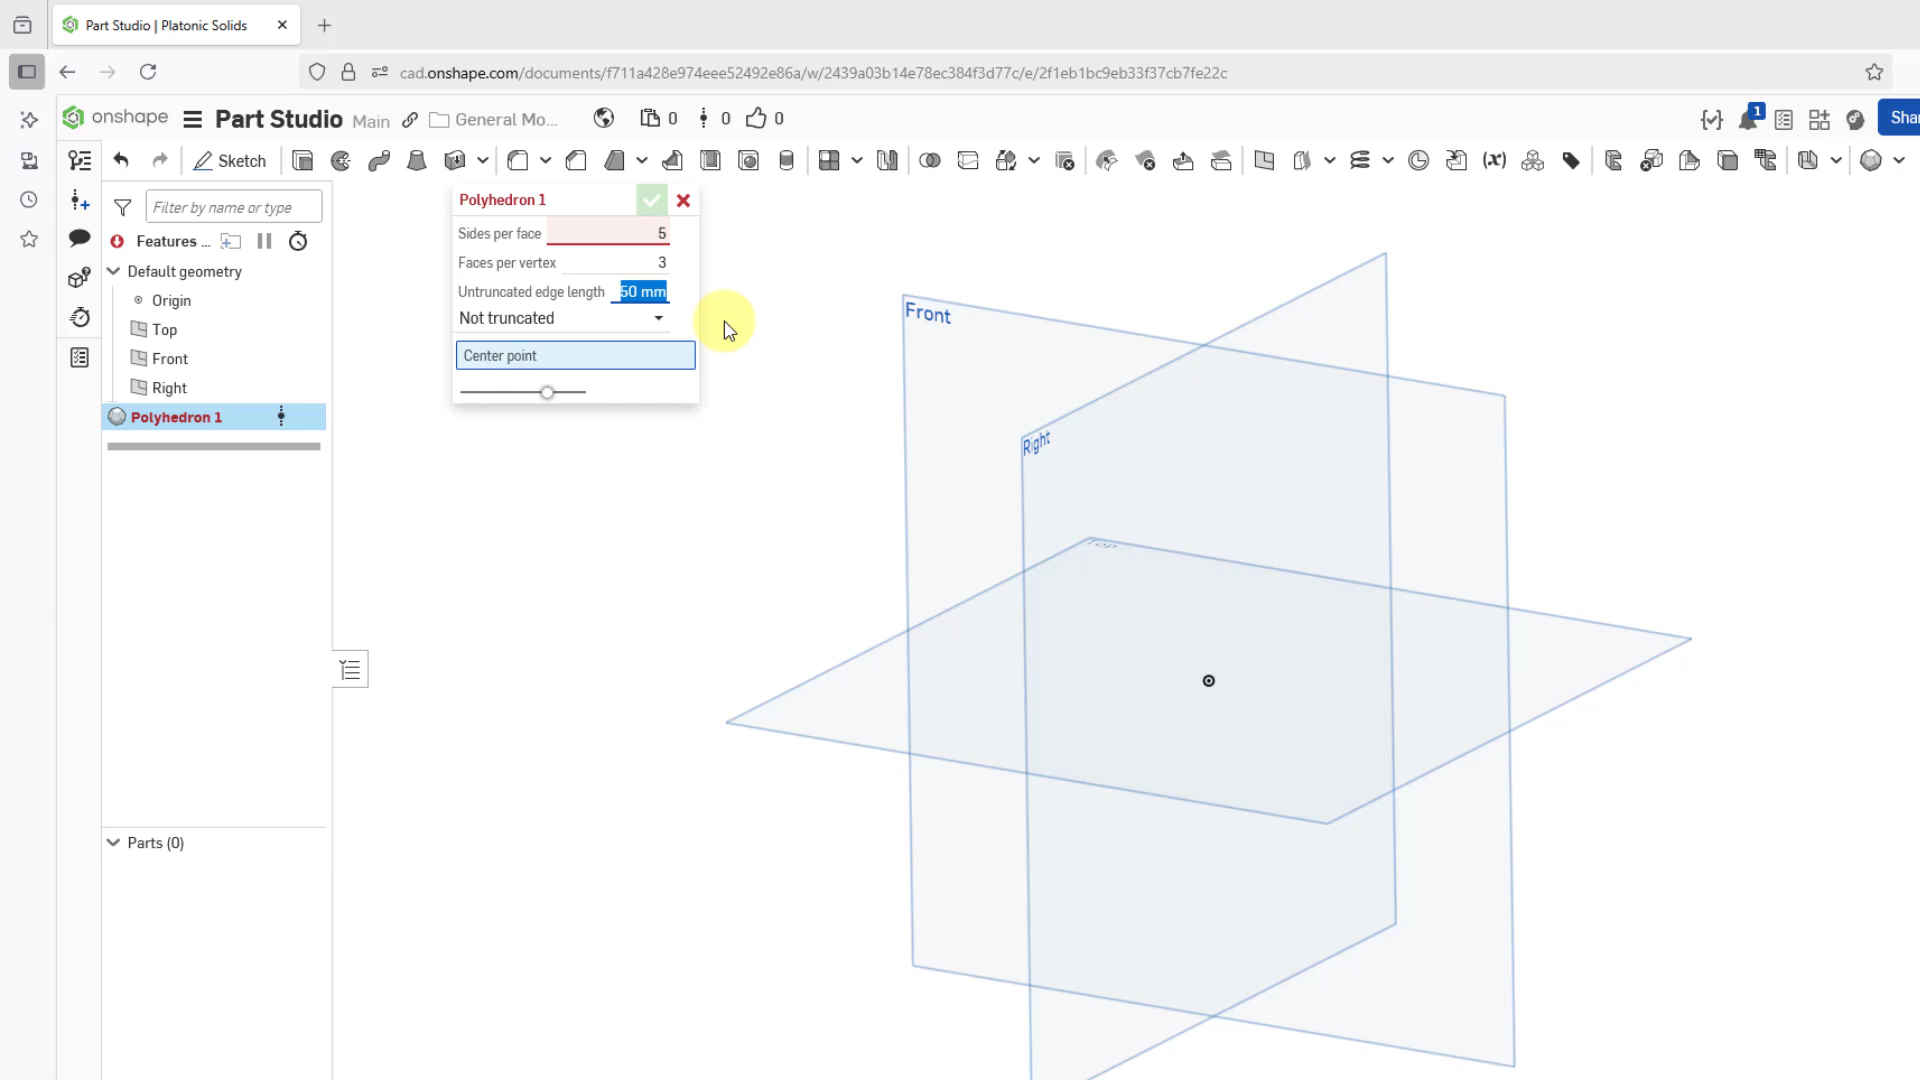 Part Studio | Platonic Solids
cad.onshape.com/documents/f711a428e974eee52492e86a/w/2439a03b14e78ec384f3d77c/e/2f1eb1bc9eb33f37cb7fe22c
onshape Part Studio Main General Mo... 0 0 0 1 Shar
Sketch (x)
Polyhedron 1
Filter by name or type
Sides per face 5
Features ...
Faces per vertex 3
Default geometry
Untruncated edge length 50 mm
Origin
Not truncated
Top
Center point
Front
Right
Polyhedron 1
Front
Right
Top
Parts (0)